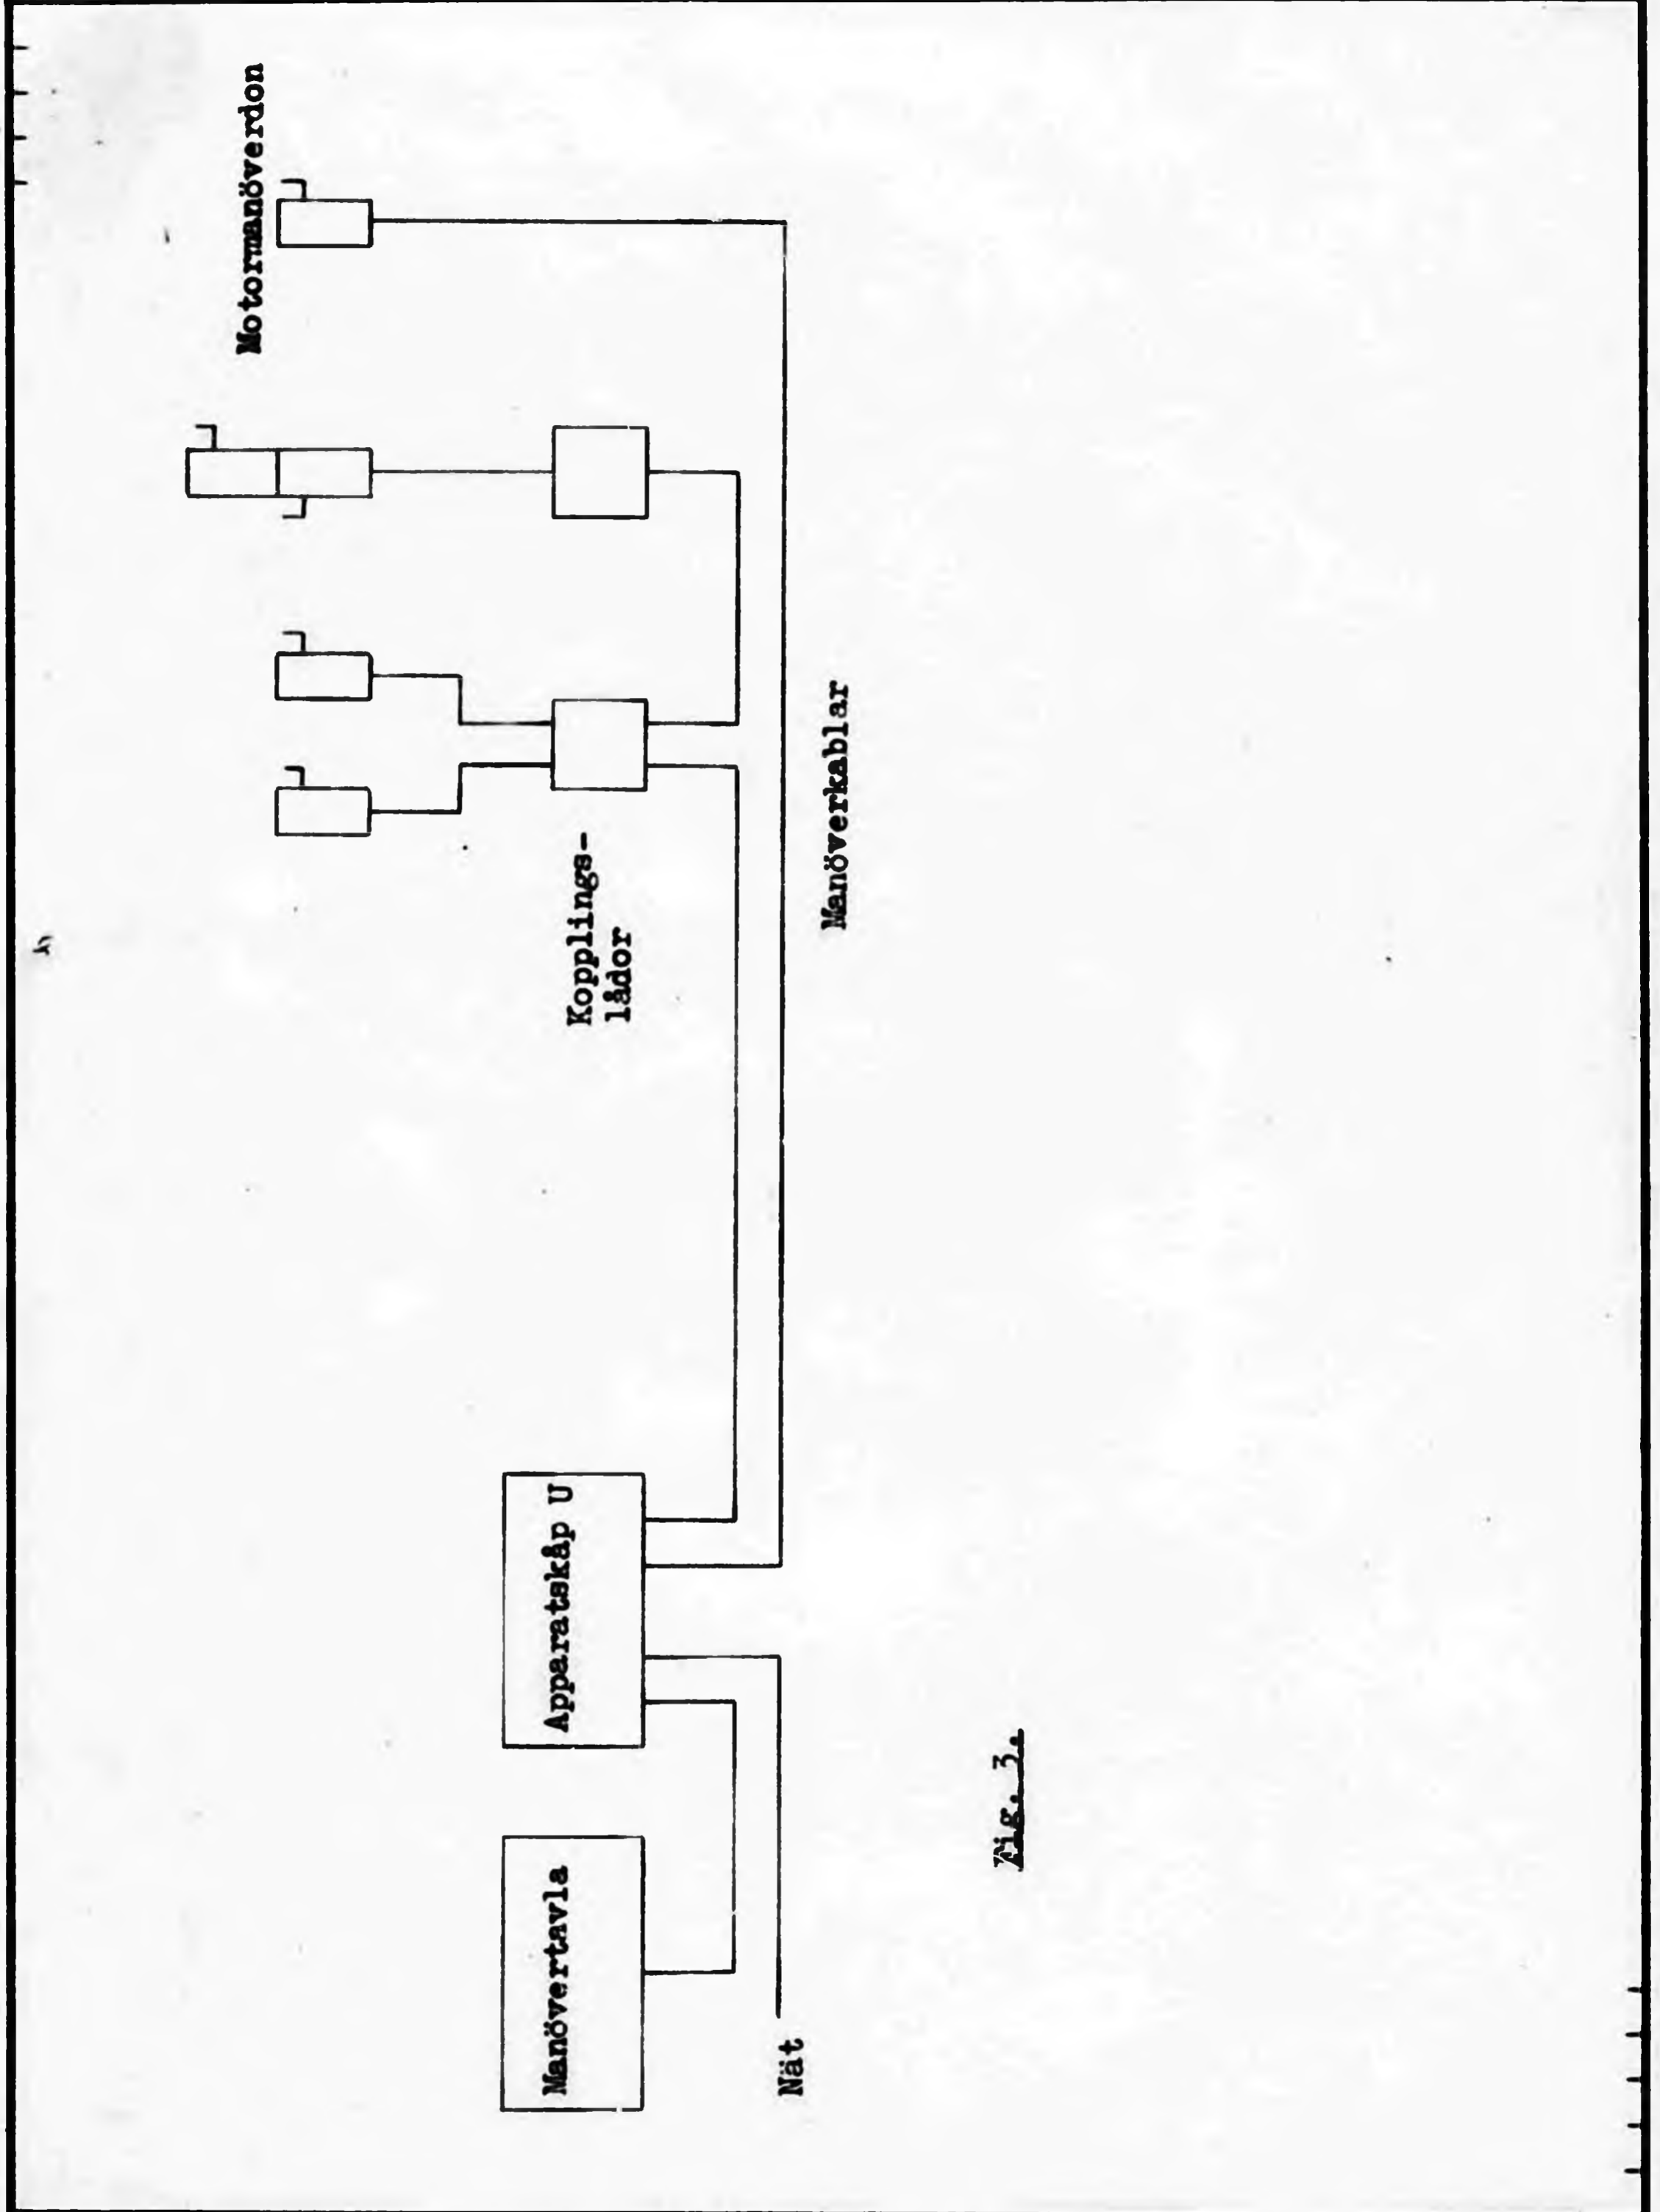 Motormanöverdon
Kopplings-
lådor
Manöverkablar
Manövertavla
Apparatskåp U
Nät
Fig. 3.